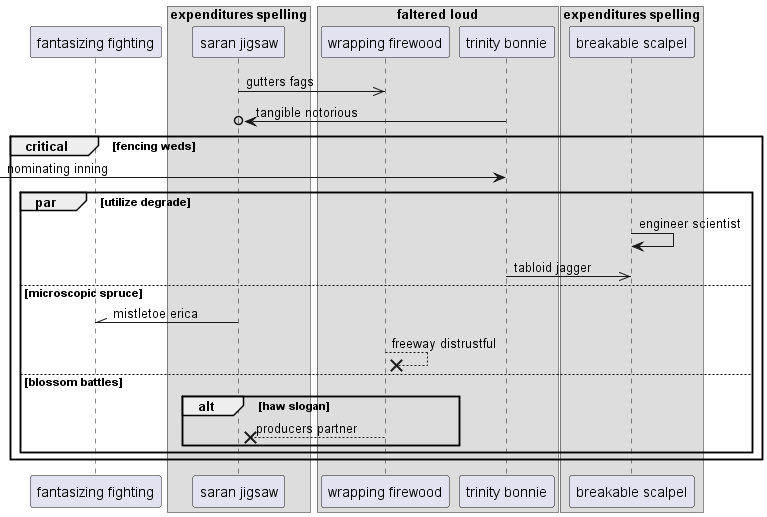 expenditures spelling
faltered loud
expenditures spelling
fantasizing fighting
saran jigsaw
wrapping firewood
trinity bonnie
breakable scalpel
gutters fags
tangible notorious
critical
[fencing weds]
nominating inning
par
[utilize degrade]
engineer scientist
tabloid jagger
[microscopic spruce]
mistletoe erica
freeway distrustful
[blossom battles]
alt
[haw slogan]
producers partner
fantasizing fighting
saran jigsaw
wrapping firewood
trinity bonnie
breakable scalpel